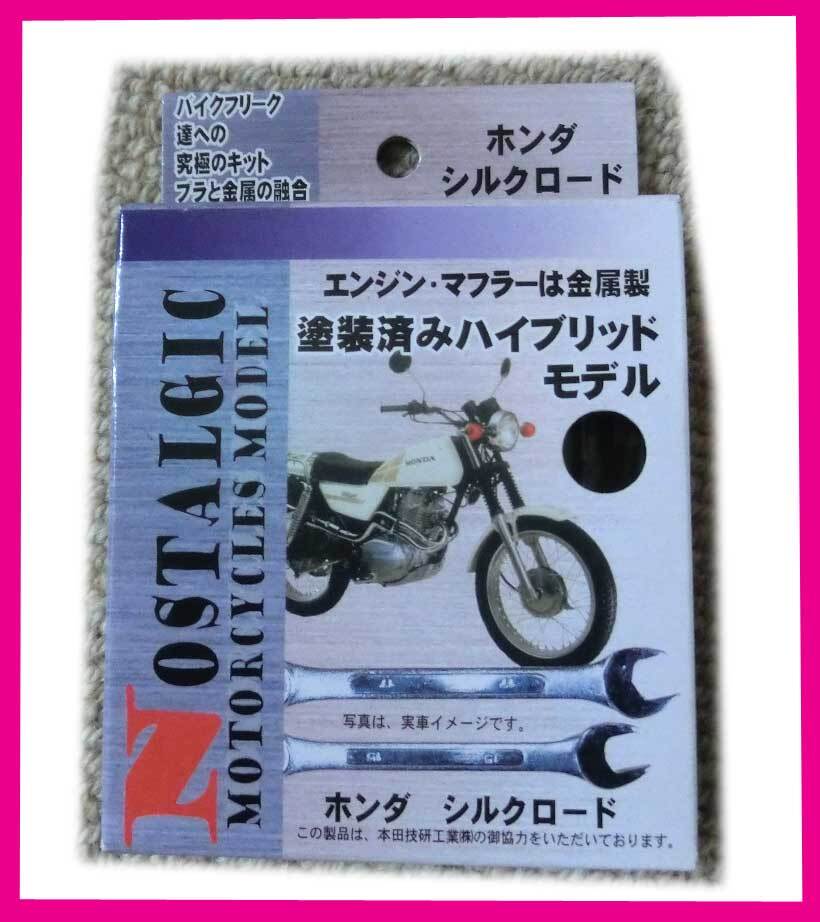 バイクフリーク
達への
究極のキット
プラと金属の融合
ホンダ
シルクロード
エンジン・マフラーは金属製
塗装済みハイブリッド
モデル
NOSTALGIC
MOTORCYCLES MODEL
HONDA
17
17
写真は、実車イメージです。
15
15
ホンダ シルクロード
この製品は、本田技研工業㈱の御協力をいただいております。